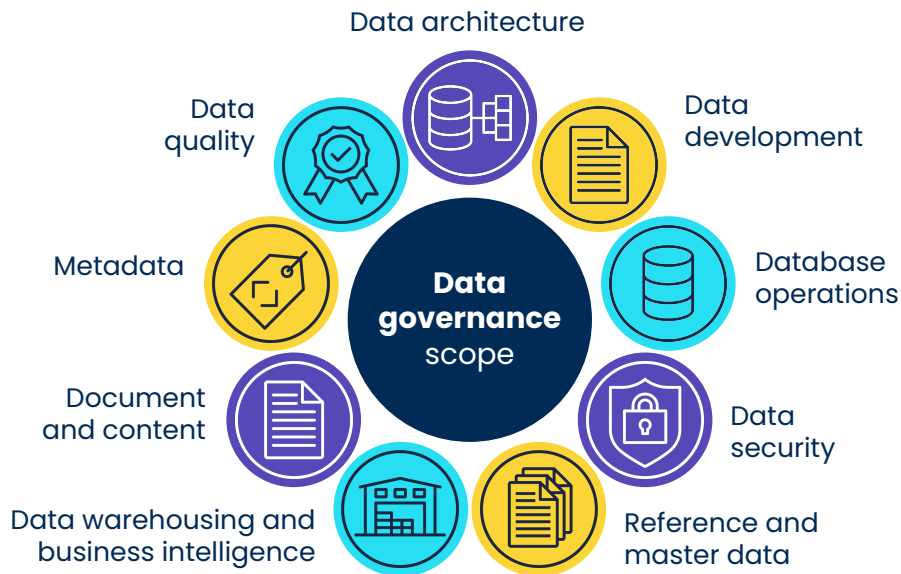 Data architecture
Data
development
Database
operations
Data
security
Reference and
master data
Data warehousing and
business intelligence
Document
and content
Metadata
Data
quality
Data
governance
scope